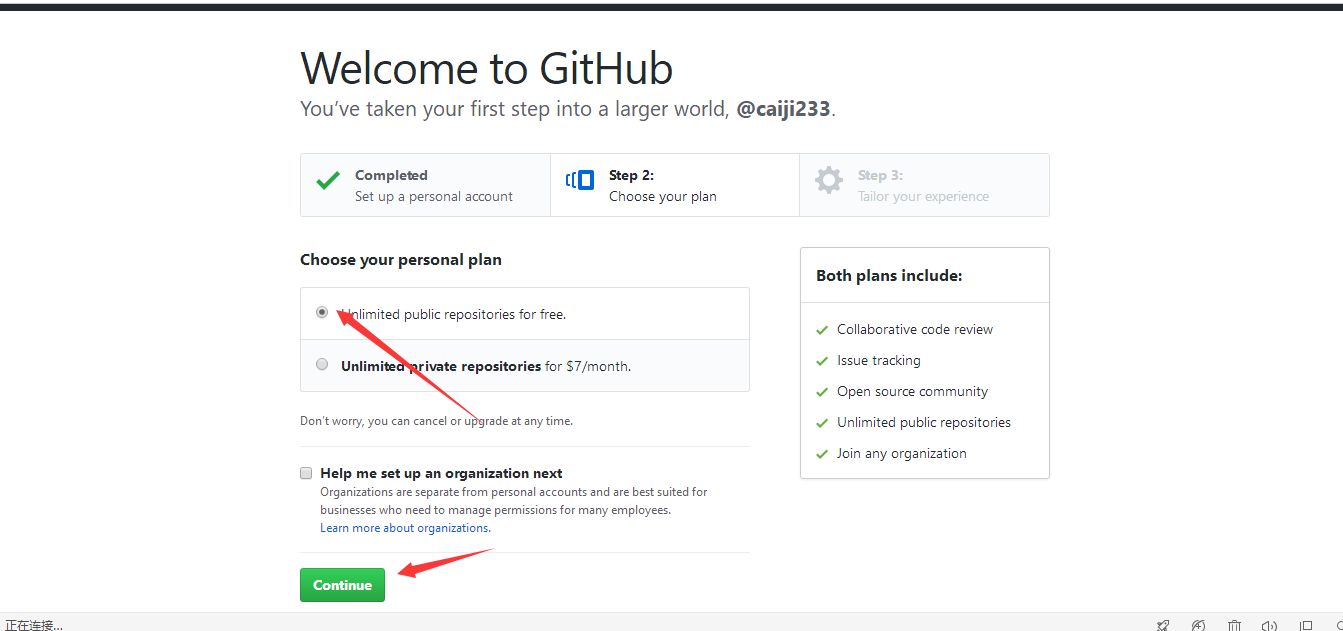 Welcome to GitHub
You've taken your first step into a larger world, @caiji233.
Completed
Set up a personal account
Step 2:
Choose your plan
Step 3:
Tailor your experience
Choose your personal plan
Unlimited public repositories for free.
Unlimited private repositories for $7/month.
Don't worry, you can cancel or upgrade at any time.
Help me set up an organization next
Organizations are separate from personal accounts and are best suited for
businesses who need to manage permissions for many employees.
Learn more about organizations.
Continue
Both plans include:
Collaborative code review
Issue tracking
Open source community
Unlimited public repositories
Join any organization
正在连接...